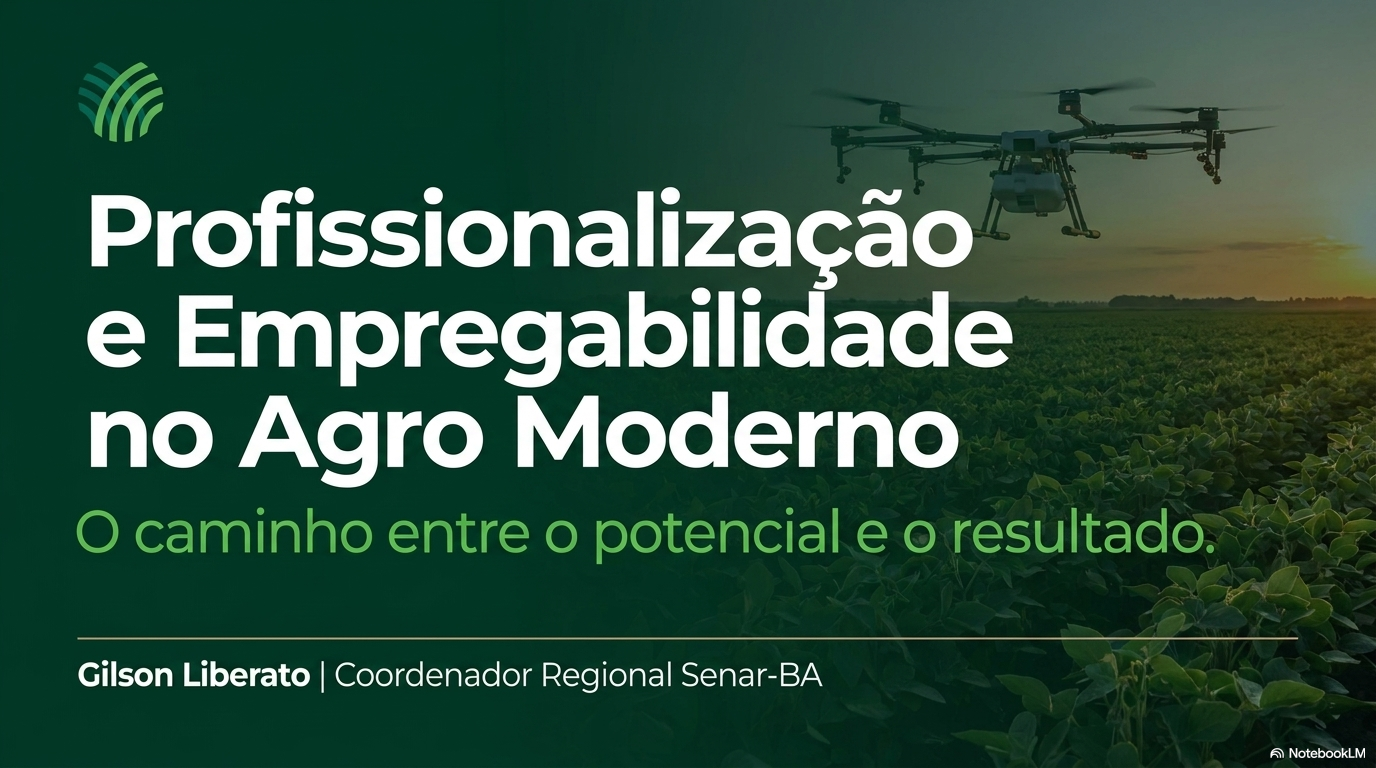 Profissionalização
e Empregabilidade
no Agro Moderno
O caminho entre o potencial e o resultado.
Gilson Liberato | Coordenador Regional Senar-BA
NotebookLM